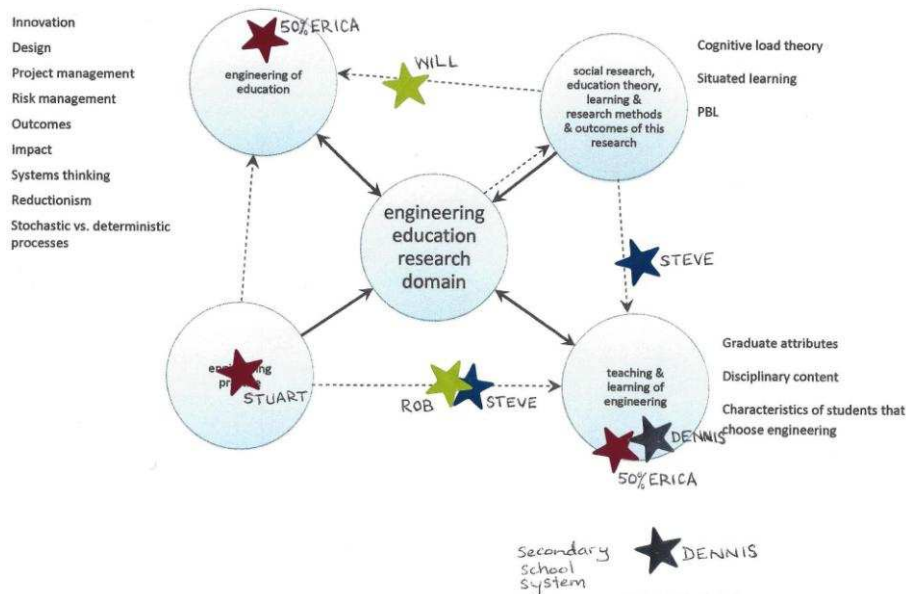 Innovation
Design
Project management
Risk management
Outcomes
Impact
Systems thinking
Reductionism
Stochastic vs. deterministic
processes
50% ERICA
engineering of
education
WILL
social research,
education theory,
learning &
research methods
& outcomes of this
research
Cognitive load theory
Situated learning
PBL
engineering
education
research
domain
STEVE
STUART
ROB
STEVE
teaching &
learning of
engineering
DENNIS
50% ERICA
Graduate attributes
Disciplinary content
Characteristics of students that
choose engineering
secondary
school
system
DENNIS